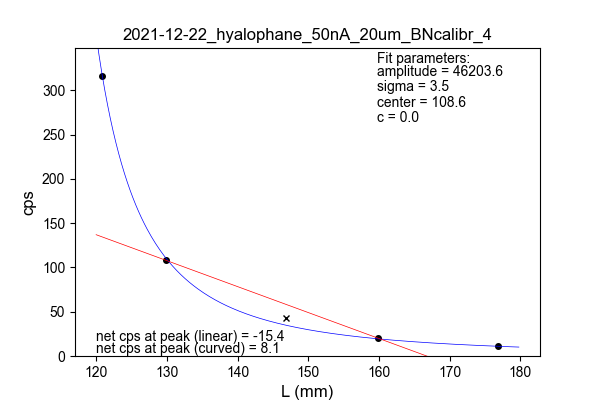 2021-12-22_hyalophane_50nA_20um_BNcalibr_4
Fit parameters:
amplitude = 46203.6
sigma = 3.5
center = 108.6
c = 0.0
300
250
200
150
100
50
0
cps
net cps at peak (linear) = -15.4
net cps at peak (curved) = 8.1
120 130 140 150 160 170 180
L (mm)